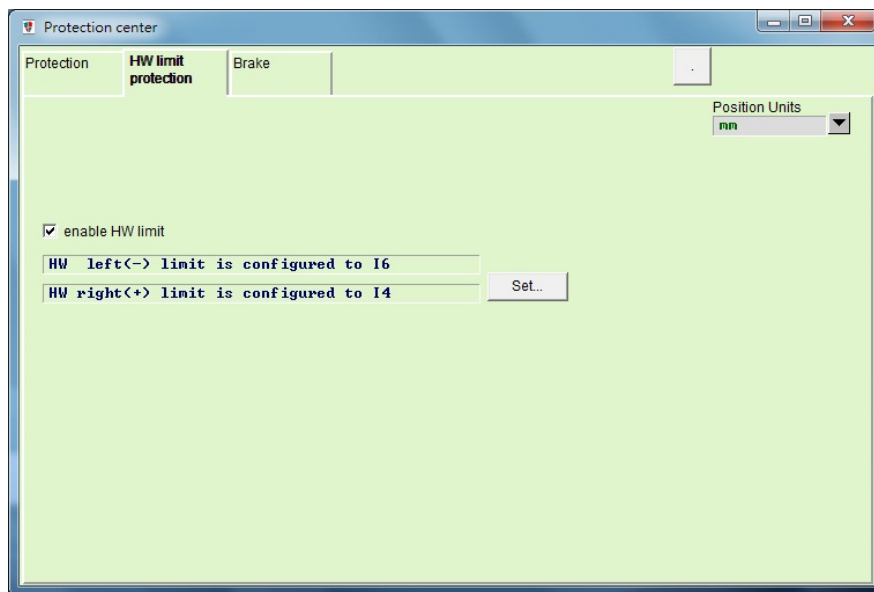 Protection center
Protection
HW limit
protection
Brake
.
Position Units
mm
enable HW limit
HW  left(-) limit is configured to I6
HW right(+) limit is configured to I4
Set...